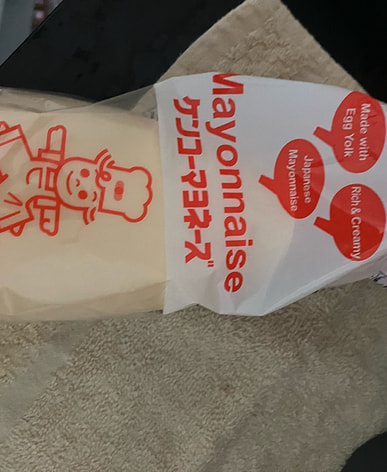 Made with
Egg Yolk
Rich & Creamy
Japanese
Mayonnaise
Mayonnaise
ケンコーマヨネーズ